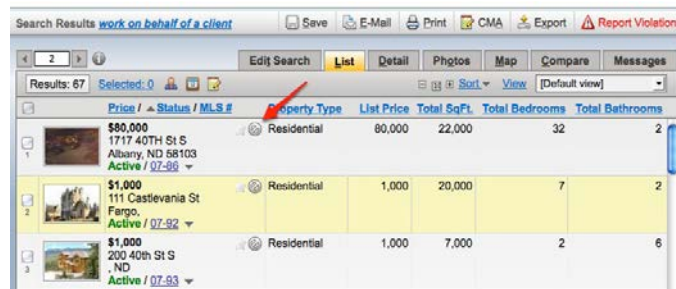 Search Results work on behalf of a client
Save E-Mail Print CMA Export Report Violation
2 Edit Search List Detail Photos Map Compare Messages
Results: 67 Selected: 0 Sort View [Default view]
Price / Status / MLS # Property Type List Price Total SqFt. Total Bedrooms Total Bathrooms
1
$80,000 Residential 80,000 22,000 32 2
1717 40TH St S
Albany, ND 58103
Active / 07-86
2
$1,000 Residential 1,000 20,000 7 2
111 Castlevania St
Fargo,
Active / 07-92
3
$1,000 Residential 1,000 7,000 2 6
200 40th St S
, ND
Active / 07-93